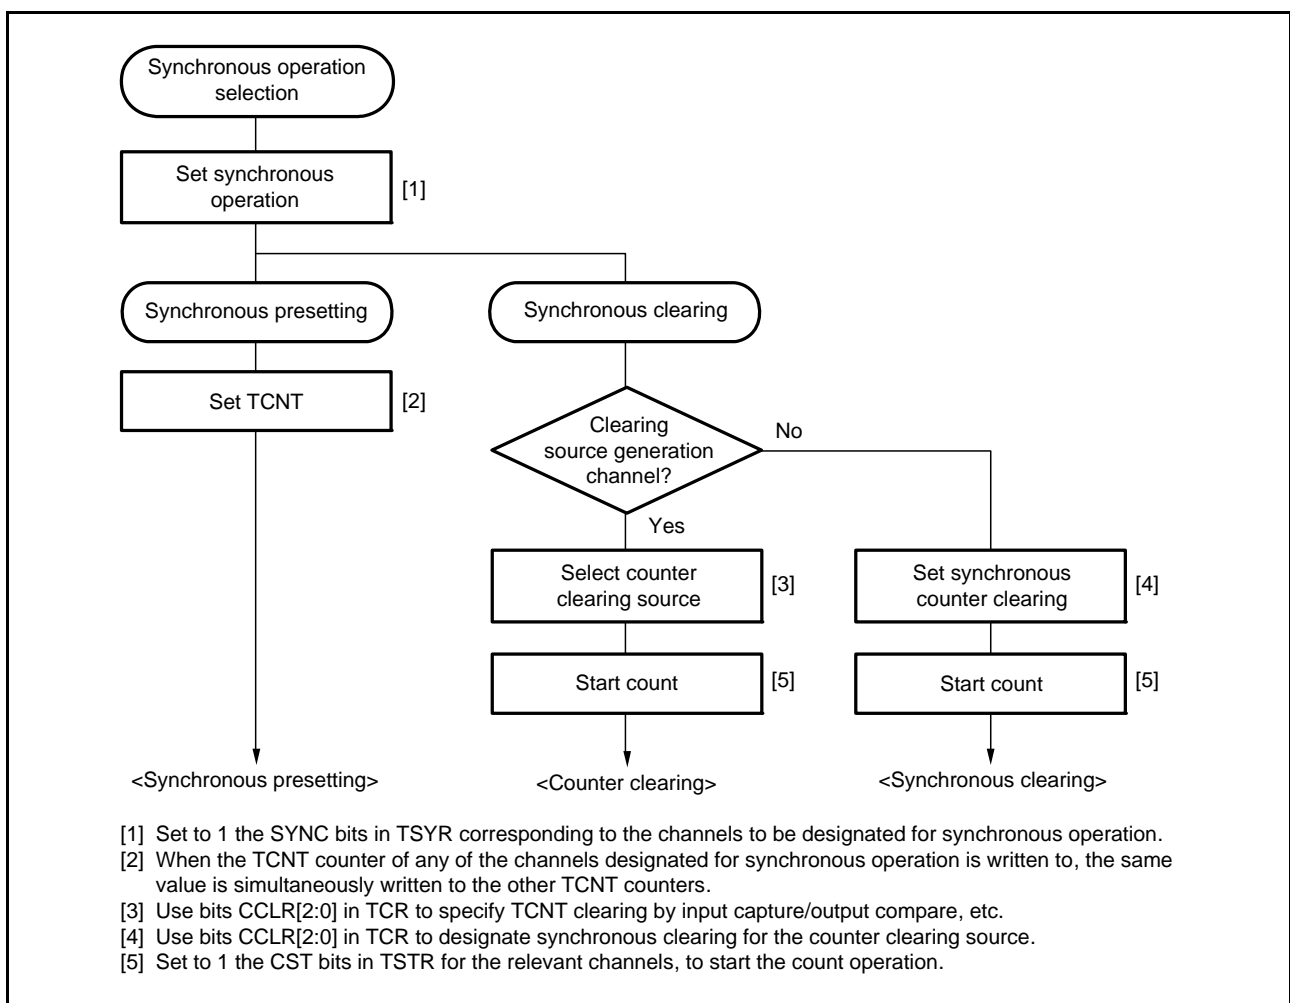 Synchronous operation
selection
Set synchronous
operation
[1]
Synchronous presetting
Synchronous clearing
Set TCNT
[2]
Clearing
source generation
channel?
No
Yes
Select counter
clearing source
[3]
Set synchronous
counter clearing
[4]
Start count
[5]
Start count
[5]
<Synchronous presetting>
<Counter clearing>
<Synchronous clearing>
[1] Set to 1 the SYNC bits in TSYR corresponding to the channels to be designated for synchronous operation.
[2] When the TCNT counter of any of the channels designated for synchronous operation is written to, the same
value is simultaneously written to the other TCNT counters.
[3] Use bits CCLR[2:0] in TCR to specify TCNT clearing by input capture/output compare, etc.
[4] Use bits CCLR[2:0] in TCR to designate synchronous clearing for the counter clearing source.
[5] Set to 1 the CST bits in TSTR for the relevant channels, to start the count operation.